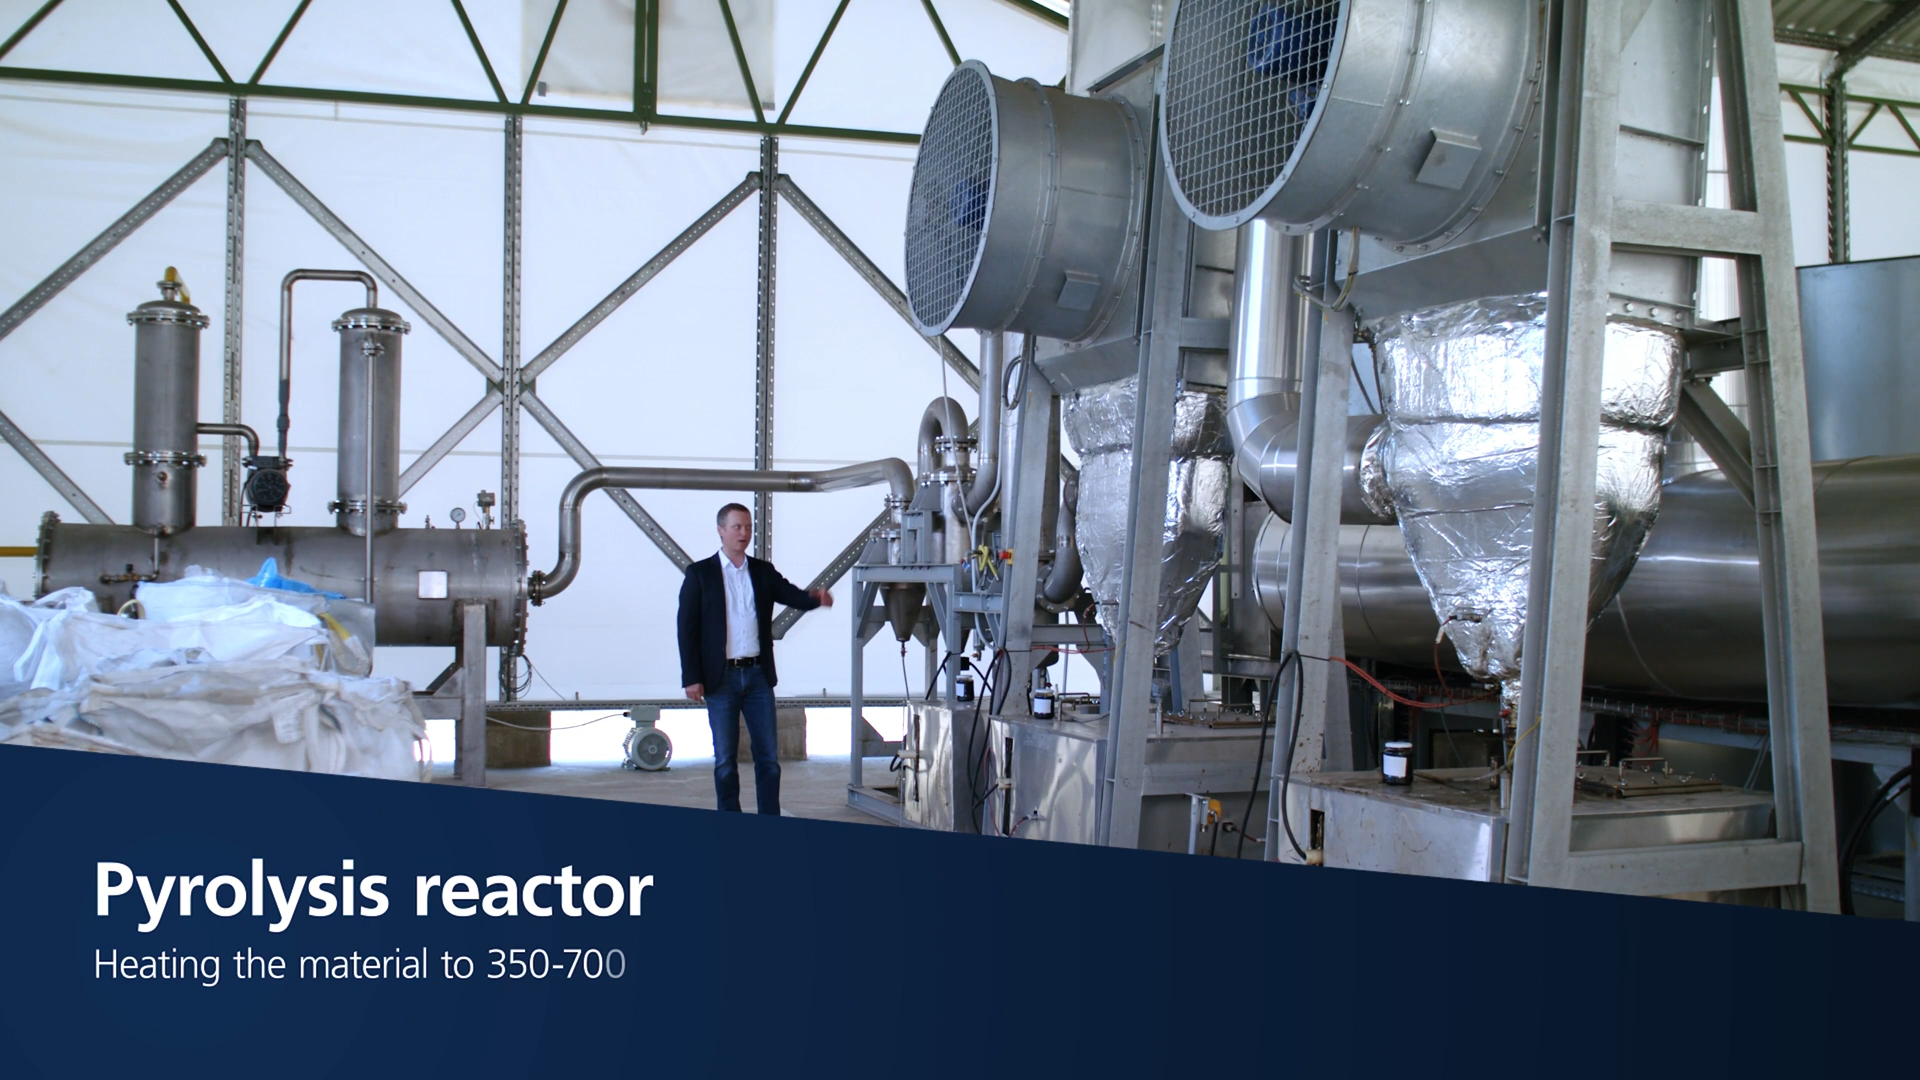 Pyrolysis reactor
Heating the material to 350-700